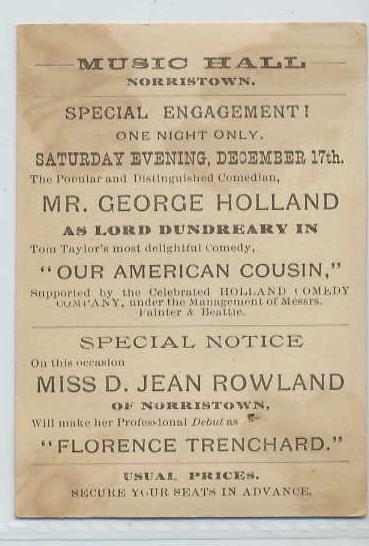 MUSIC HALL
NORRISTOWN.
SPECIAL ENGAGEMENT!
ONE NIGHT ONLY.
SATURDAY EVENING, DECEMBER 17th.
The Popular and Distinguished Comedian,
MR. GEORGE HOLLAND
AS LORD DUNDREARY IN
Tom Taylor's most delightful Comedy,
"OUR AMERICAN COUSIN,"
Supported by the Celebrated HOLLAND COMEDY
COMPANY, under the Management of Messrs.
Painter & Beattie.
SPECIAL NOTICE
On this occasion
MISS D. JEAN ROWLAND
OF NORRISTOWN,
Will make her Professional Debut as
"FLORENCE TRENCHARD."
USUAL PRICES.
SECURE YOUR SEATS IN ADVANCE.